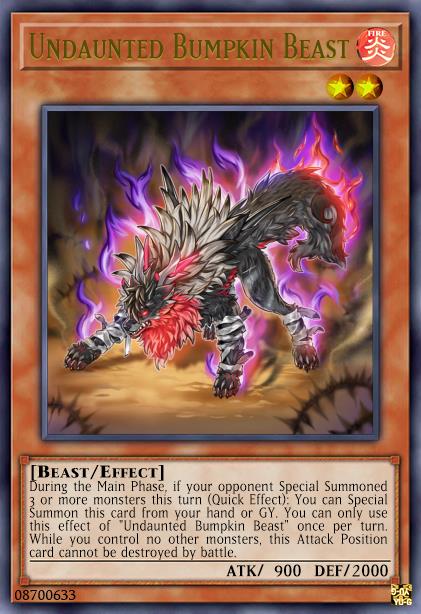 Undaunted Bumpkin Beast
FIRE
炎
[Beast/Effect]
During the Main Phase, if your opponent Special Summoned
3 or more monsters this turn (Quick Effect): You can Special
Summon this card from your hand or GY. You can only use
this effect of "Undaunted Bumpkin Beast" once per turn.
While you control no other monsters, this Attack Position
card cannot be destroyed by battle.
ATK/ 900 DEF/2000
08700633